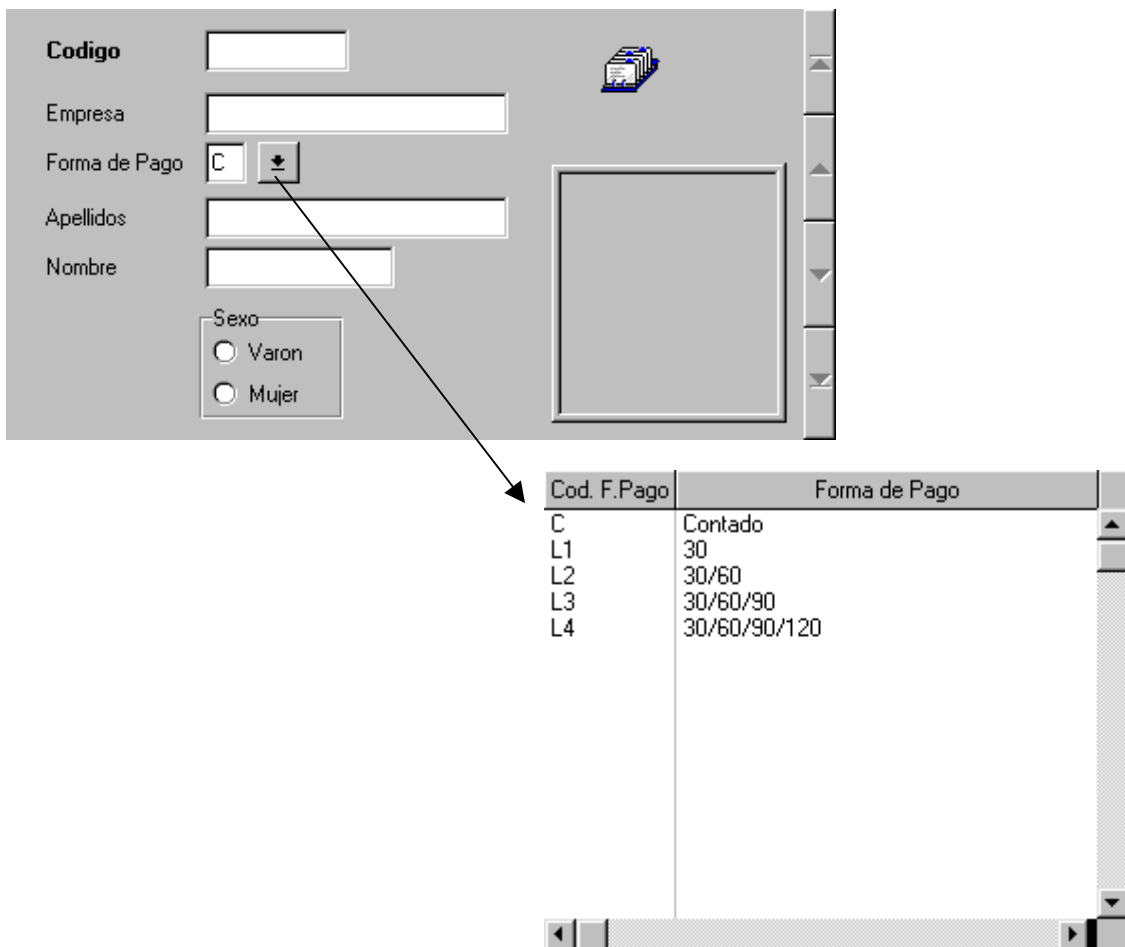 Codigo
Empresa
Forma de Pago C
Apellidos
Nombre
Sexo
Varon
Mujer
Cod. F.Pago Forma de Pago
C Contado
L1 30
L2 30/60
L3 30/60/90
L4 30/60/90/120